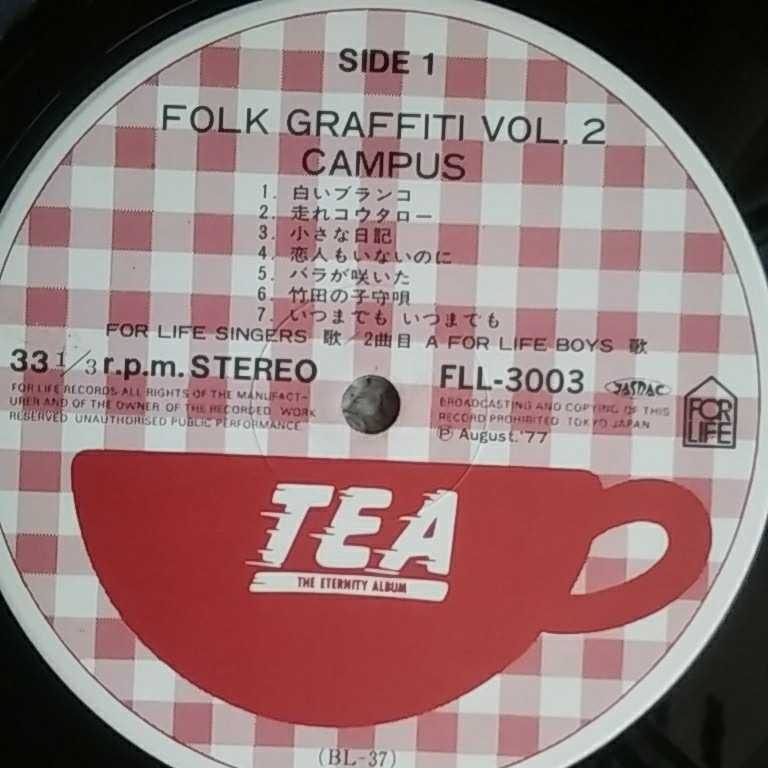 SIDE 1
FOLK GRAFFITI VOL. 2
CAMPUS
1. 白いブランコ
2. 走れコウタロー
3. 小さな日記
4. 恋人もいないのに
5. バラが咲いた
6. 竹田の子守唄
7. いつまでも いつまでも
FOR LIFE SINGERS 歌／2曲目 A FOR LIFE BOYS 歌
33 1/3 r.p.m. STEREO
FOR LIFE RECORDS ALL RIGHTS OF THE MANUFACT-
URER AND OF THE OWNER OF THE RECORDED WORK
RESERVED UNAUTHORISED PUBLIC PERFORMANCE
FLL-3003 JASRAC
BROADCASTING AND COPYING OF THIS
RECORD PROHIBITED TOKYO JAPAN
Ⓟ August.'77
FOR
LIFE
TEA
THE ETERNITY ALBUM
(BL-37)